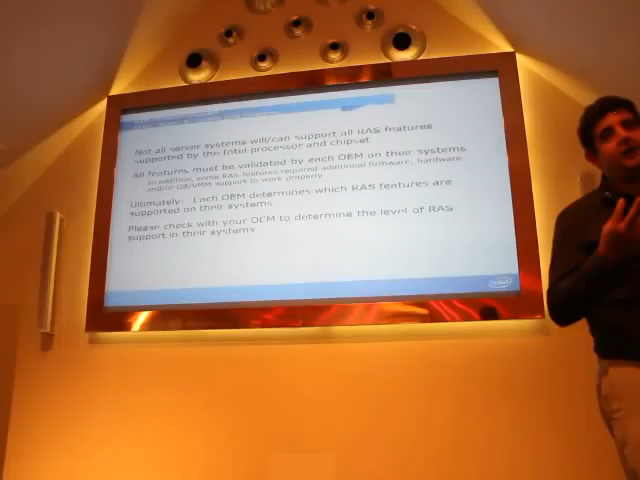 Not all server systems will/can support all RAS features
supported by the Intel processor and chipset
All features must be validated by each OEM on their systems
In addition, some RAS features required additional firmware, hardware
and/or OS/VMM support to work properly
Ultimately: Each OEM determines which RAS features are
supported on their systems
Please check with your OEM to determine the level of RAS
support in their systems
intel